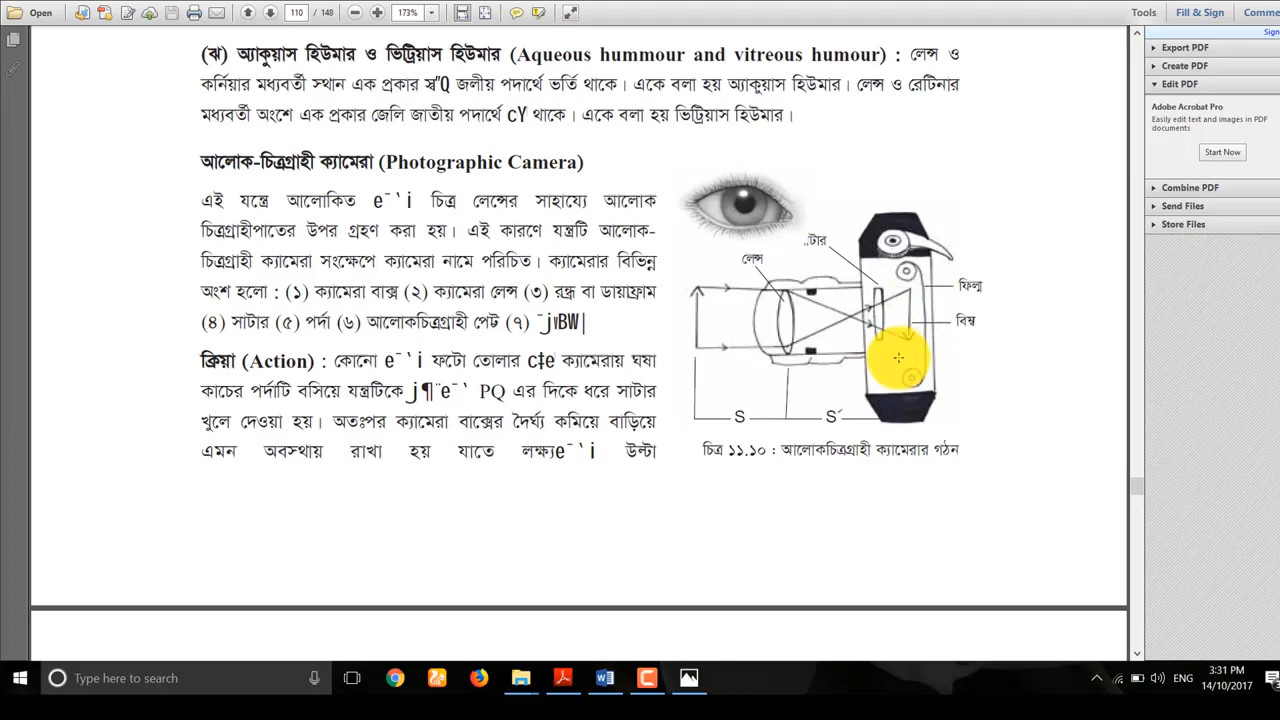 Open
110 / 148
173%
Tools
Fill & Sign
Comme
Sign
Export PDF
Create PDF
Edit PDF
Adobe Acrobat Pro
Easily edit text and images in PDF
documents
Start Now
Combine PDF
Send Files
Store Files
(ঝ) অ্যাকুয়াস হিউমার ও ভিট্রিয়াস হিউমার (Aqueous hummour and vitreous humour) : লেন্স ও
কর্নিয়ার মধ্যবর্তী স্থান এক প্রকার স্ব”Q জলীয় পদার্থে ভর্তি থাকে। একে বলা হয় অ্যাকুয়াস হিউমার। লেন্স ও রেটিনার
মধ্যবর্তী অংশে এক প্রকার জেলি জাতীয় পদার্থে cY থাকে। একে বলা হয় ভিট্রিয়াস হিউমার।
আলোক-চিত্রগ্রাহী ক্যামেরা (Photographic Camera)
এই যন্ত্রে আলোকিত e¯‘i চিত্র লেন্সের সাহায্যে আলোক
চিত্রগ্রাহীপাতের উপর গ্রহণ করা হয়। এই কারণে যন্ত্রটি আলোক-
চিত্রগ্রাহী ক্যামেরা সংক্ষেপে ক্যামেরা নামে পরিচিত। ক্যামেরার বিভিন্ন
অংশ হলো : (১) ক্যামেরা বাক্স (২) ক্যামেরা লেন্স (৩) রন্ধ্র বা ডায়াফ্রাম
(৪) সাটার (৫) পর্দা (৬) আলোকচিত্রগ্রাহী পেট্ট (৭) ¯jvBW|
ক্রিয়া (Action) : কোনো e¯‘i ফটো তোলার c‡e ক্যামেরায় ঘষা
কাচের পর্দাটি বসিয়ে যন্ত্রটিকে j¶¨e¯‘ PQ এর দিকে ধরে সাটার
খুলে দেওয়া হয়। অতঃপর ক্যামেরা বাক্সের দৈর্ঘ্য কমিয়ে বাড়িয়ে
এমন অবস্থায় রাখা হয় যাতে লক্ষ্যe¯‘i উল্টা
..টার
লেন্স
ফিল্ম
বিম্ব
S
S´
চিত্র ১১.১০ : আলোকচিত্রগ্রাহী ক্যামেরার গঠন
Type here to search
ENG
3:31 PM
14/10/2017